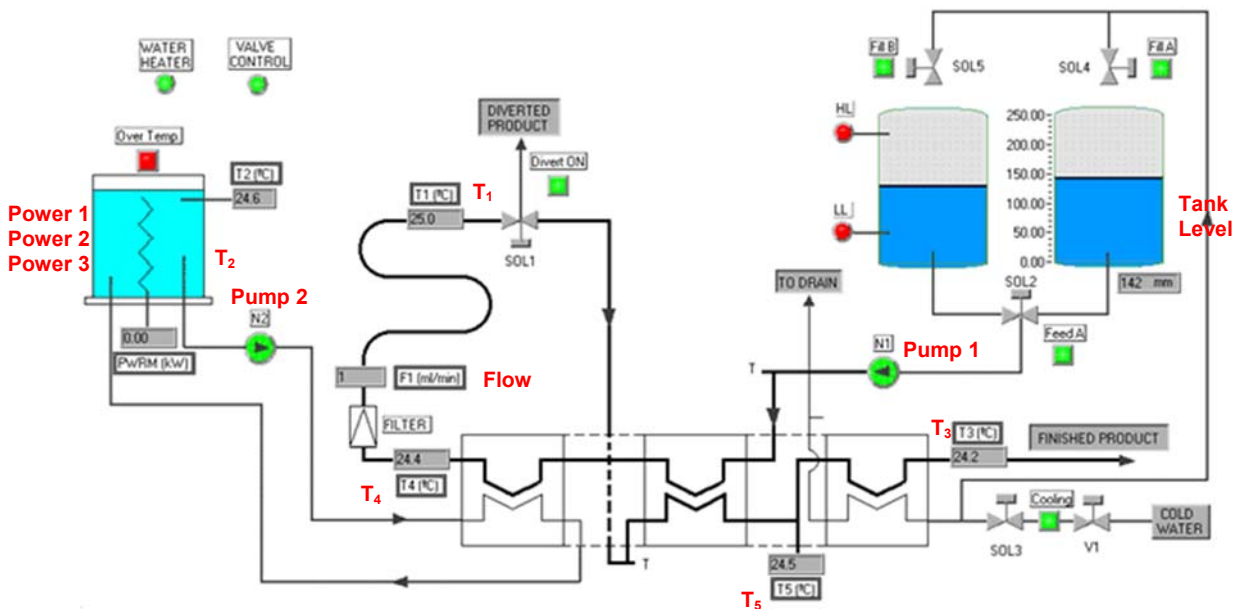 WATER
HEATER
VALVE
CONTROL
Over Temp
T2 (ºC)
24.6
Power 1
Power 2
Power 3
T₂
Pump 2
N2
0.00
PWRM (kW)
DIVERTED
PRODUCT
Divert ON
T1 (ºC)
T₁
25.0
SOL1
1
F1 (ml/min)
Flow
FILTER
24.4
T4 (ºC)
T₄
T
Fill B
SOL5
SOL4
Fill A
HL
LL
250.00
200.00
150.00
100.00
50.00
0.00
Tank
Level
142 mm
SOL2
TO DRAIN
Feed A
N1
Pump 1
T
T₃
T3 (ºC)
24.2
FINISHED PRODUCT
Cooling
SOL3
V1
COLD
WATER
24.5
T5 (ºC)
T₅